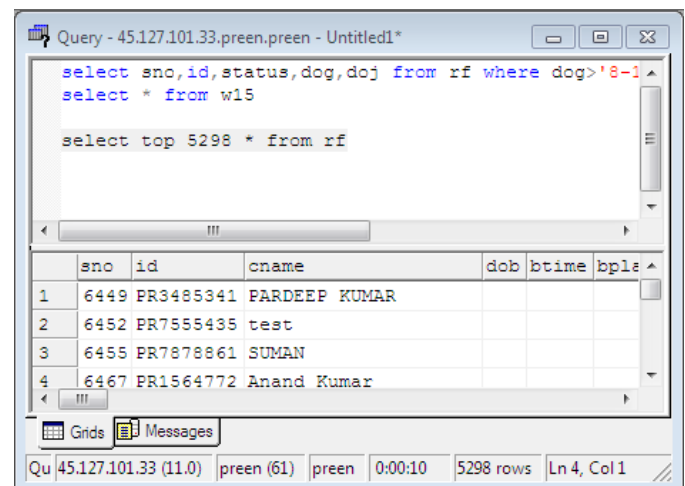 Query - 45.127.101.33.preen.preen - Untitled1*
select sno,id,status,dog,doj from rf where dog>'8-1
select * from w15
select top 5298 * from rf
sno id cname dob btime bpla
1 6449 PR3485341 PARDEEP KUMAR
2 6452 PR7555435 test
3 6455 PR7878861 SUMAN
4 6467 PR1564772 Anand Kumar
Grids Messages
Qu 45.127.101.33 (11.0) preen (61) preen 0:00:10 5298 rows Ln 4, Col 1